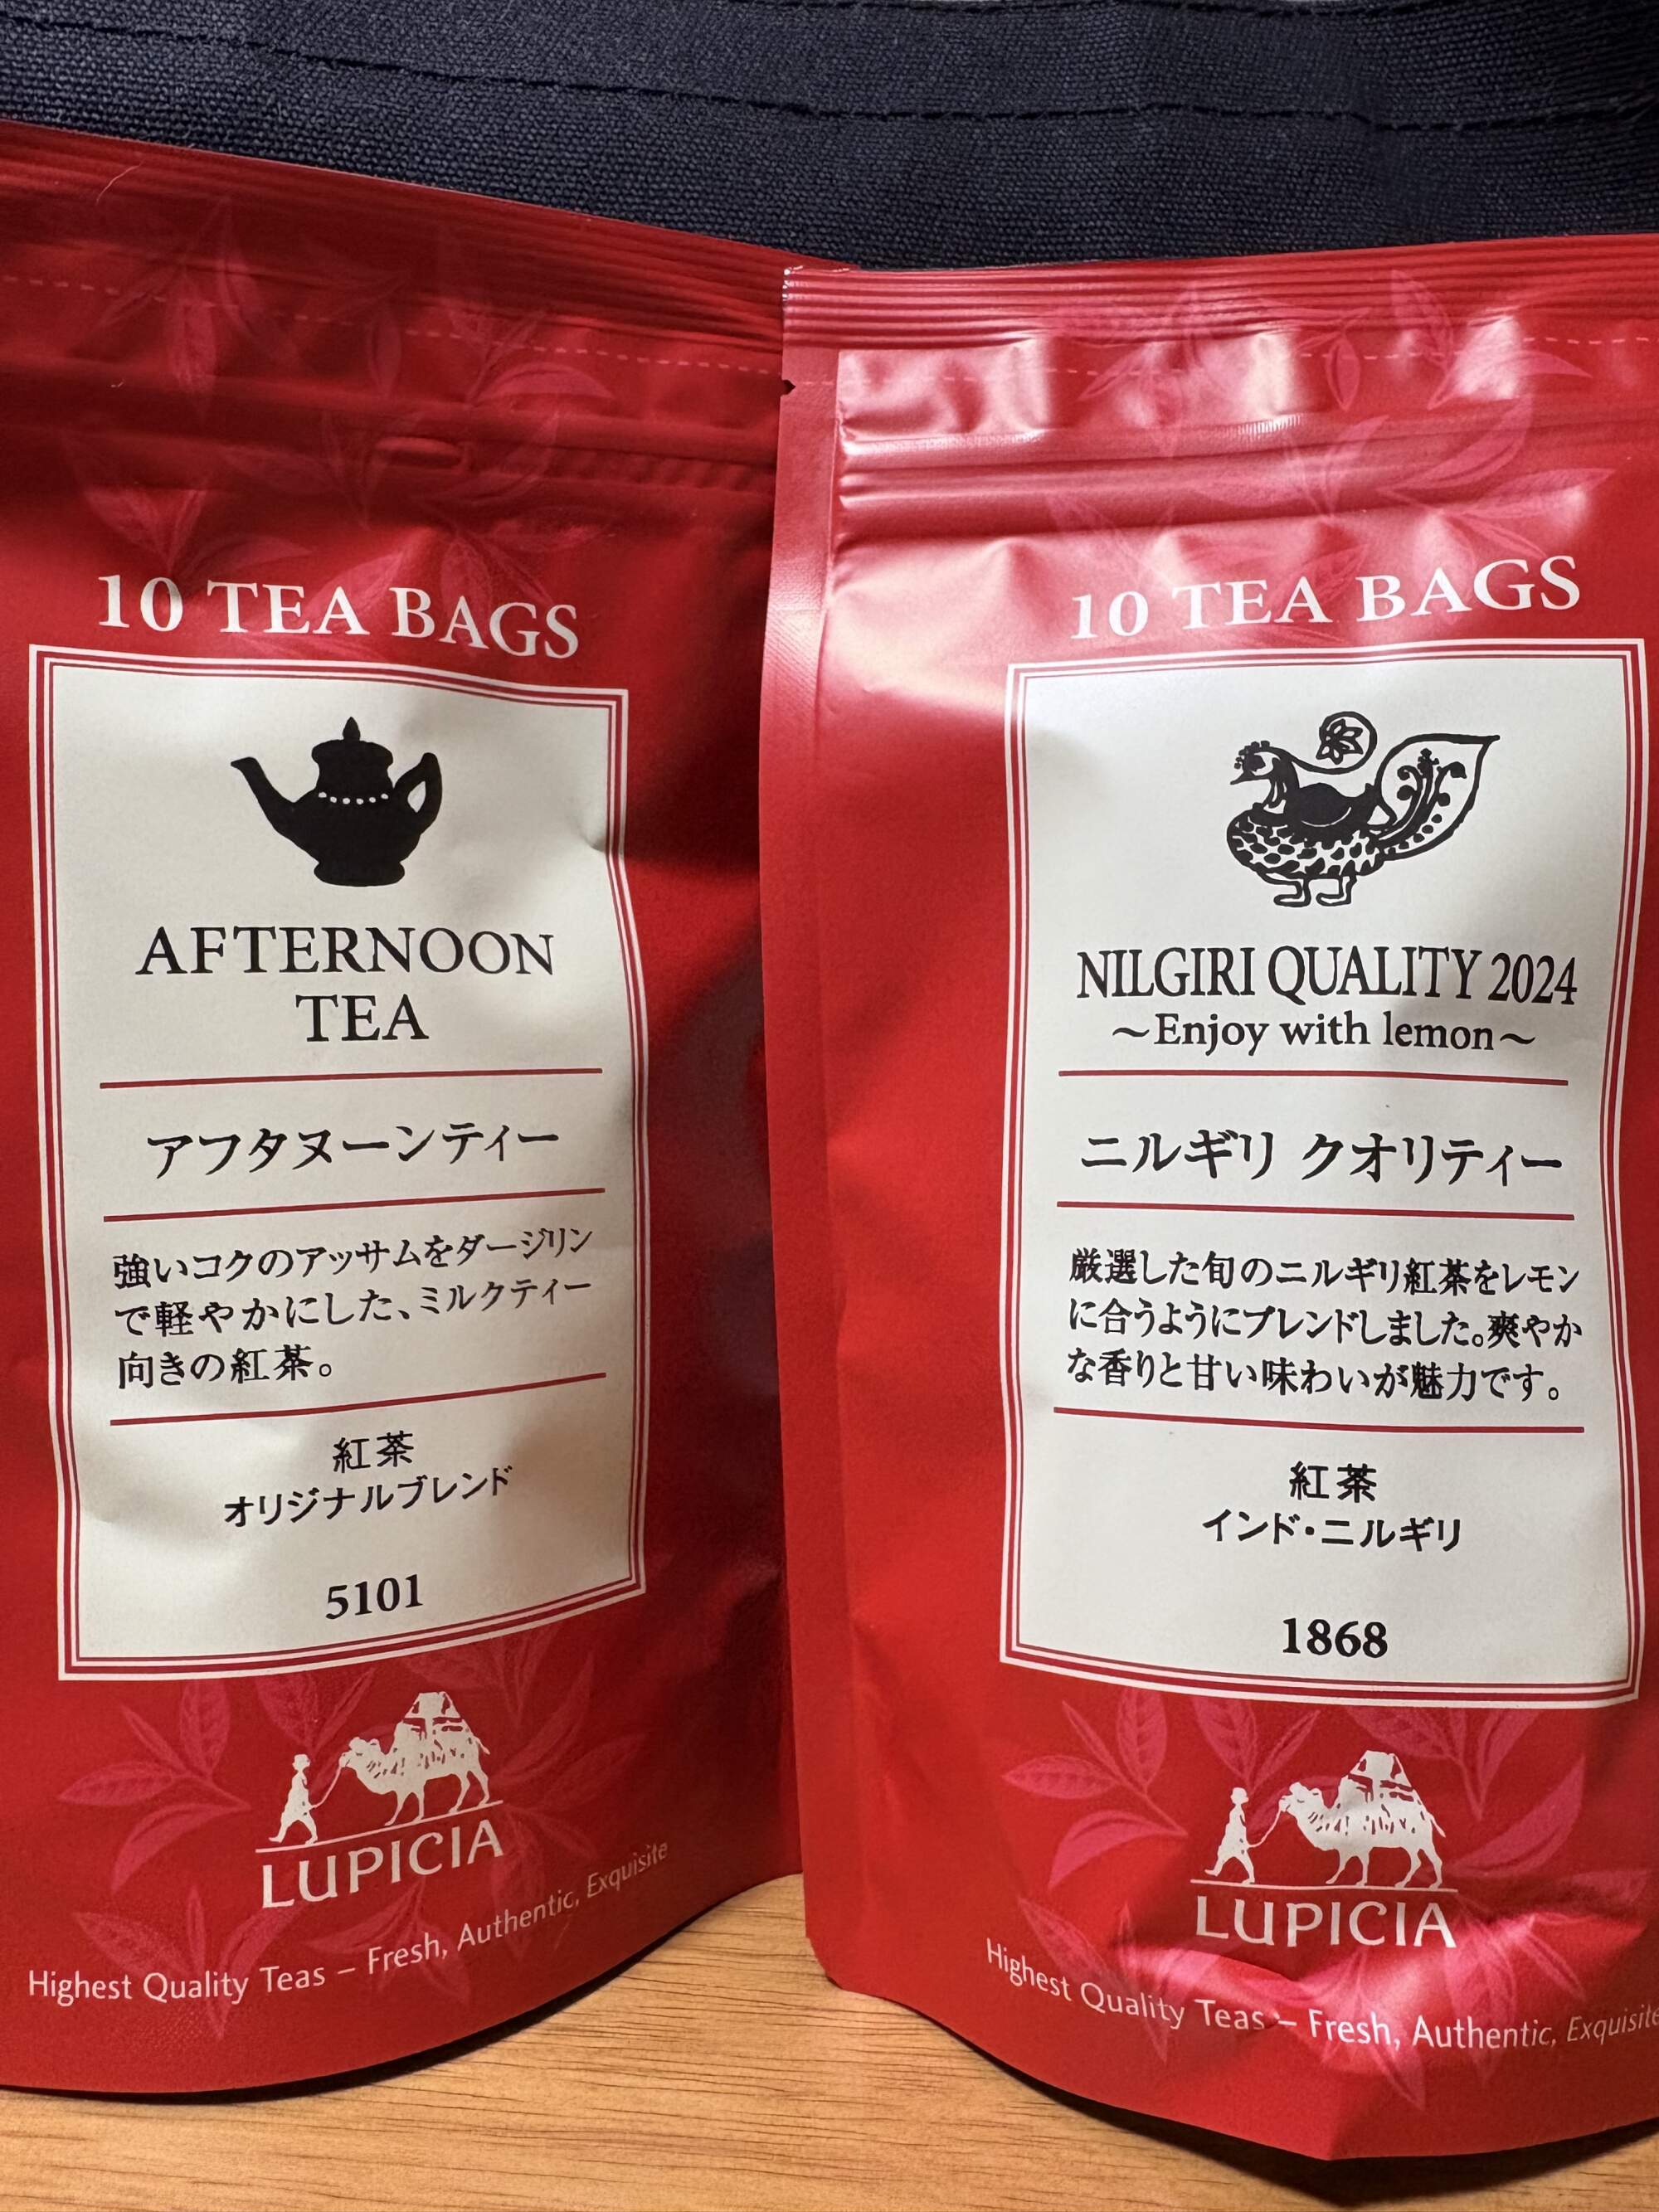 10 TEA BAGS
AFTERNOON
TEA
アフタヌーンティー
強いコクのアッサムをダージリン
で軽やかにした、ミルクティー
向きの紅茶。
紅茶
オリジナルブレンド
5101
LUPICIA
Highest Quality Teas – Fresh, Authentic, Exquisite
10 TEA BAGS
NILGIRI QUALITY 2024
～Enjoy with lemon～
ニルギリ クオリティー
厳選した旬のニルギリ紅茶をレモン
に合うようにブレンドしました。爽やか
な香りと甘い味わいが魅力です。
紅茶
インド・ニルギリ
1868
LUPICIA
Highest Quality Teas – Fresh, Authentic, Exquisite